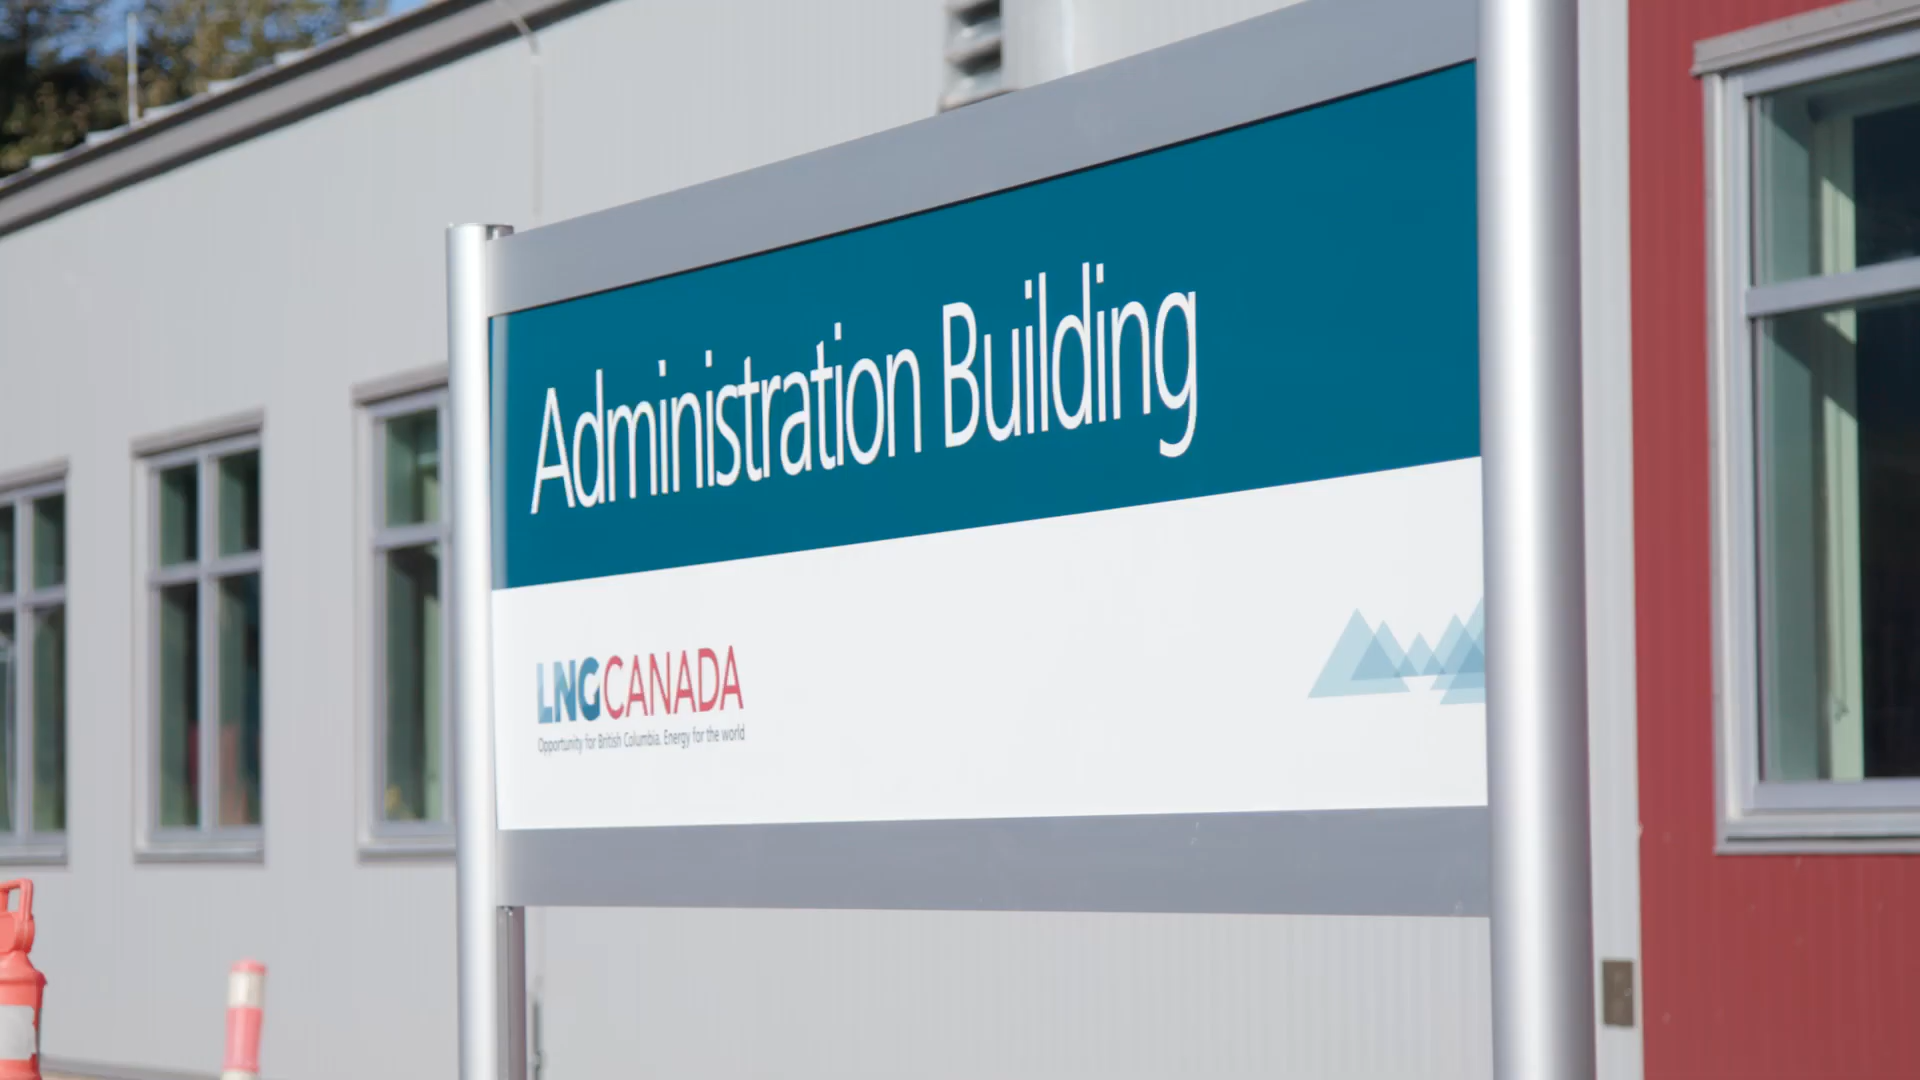 Administration Building
LNGCANADA
Opportunity for British Columbia. Energy for the world